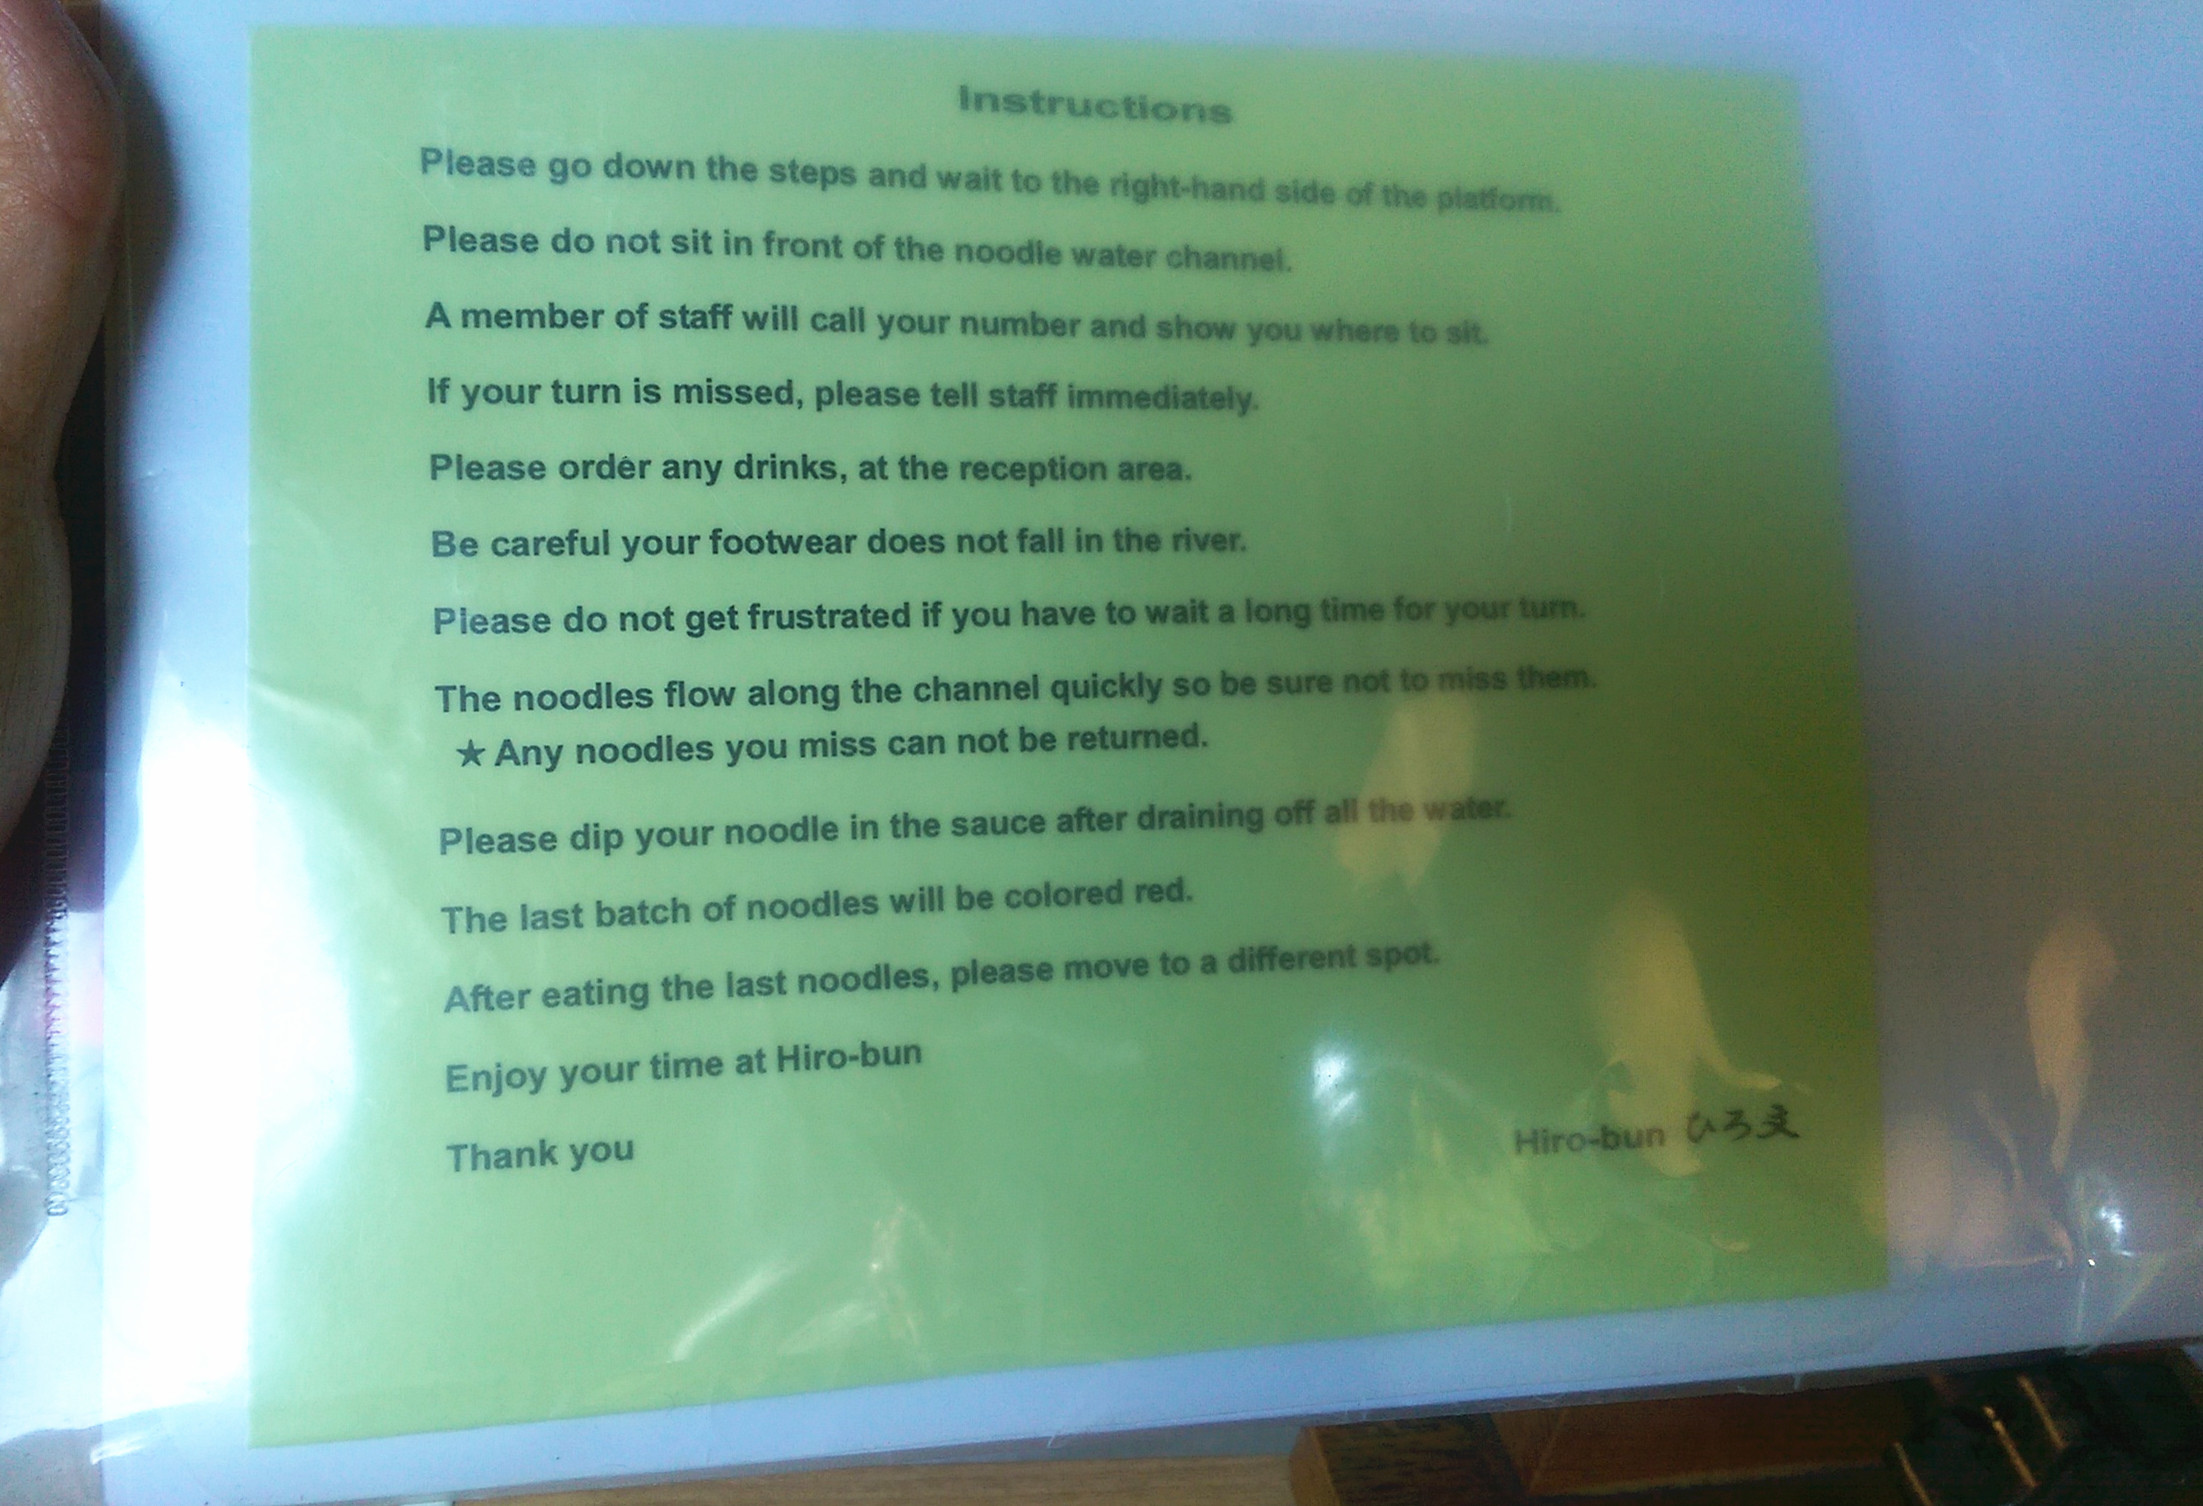 Instructions
Please go down the steps and wait to the right-hand side of the platform.
Please do not sit in front of the noodle water channel.
A member of staff will call your number and show you where to sit.
If your turn is missed, please tell staff immediately.
Please order any drinks, at the reception area.
Be careful your footwear does not fall in the river.
Please do not get frustrated if you have to wait a long time for your turn.
The noodles flow along the channel quickly so be sure not to miss them.
★ Any noodles you miss can not be returned.
Please dip your noodle in the sauce after draining off all the water.
The last batch of noodles will be colored red.
After eating the last noodles, please move to a different spot.
Enjoy your time at Hiro-bun
Thank you
Hiro-bun ひろ文